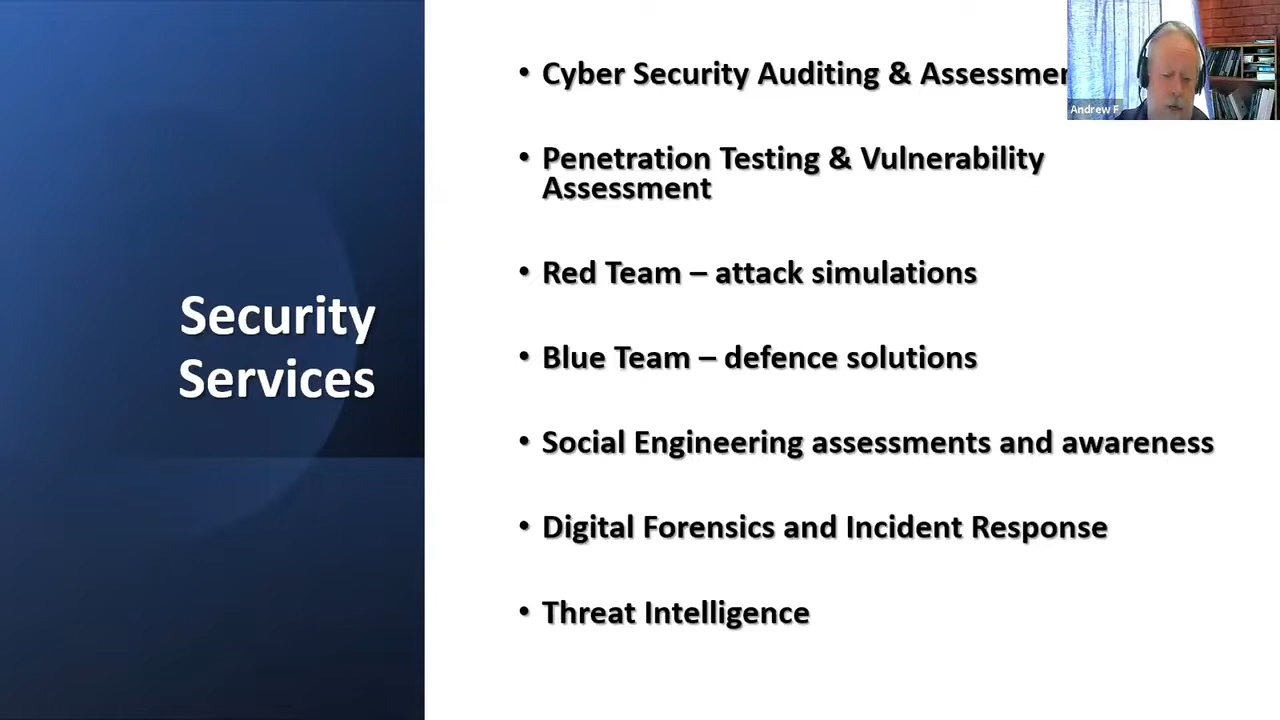 Security
Services
• Cyber Security Auditing &
• Penetration Testing & Vulnerability
Assessment
• Red Team – attack simulations
• Blue Team – defence solutions
• Social Engineering assessments and awareness
• Digital Forensics and Incident Response
• Threat Intelligence
Andrew F